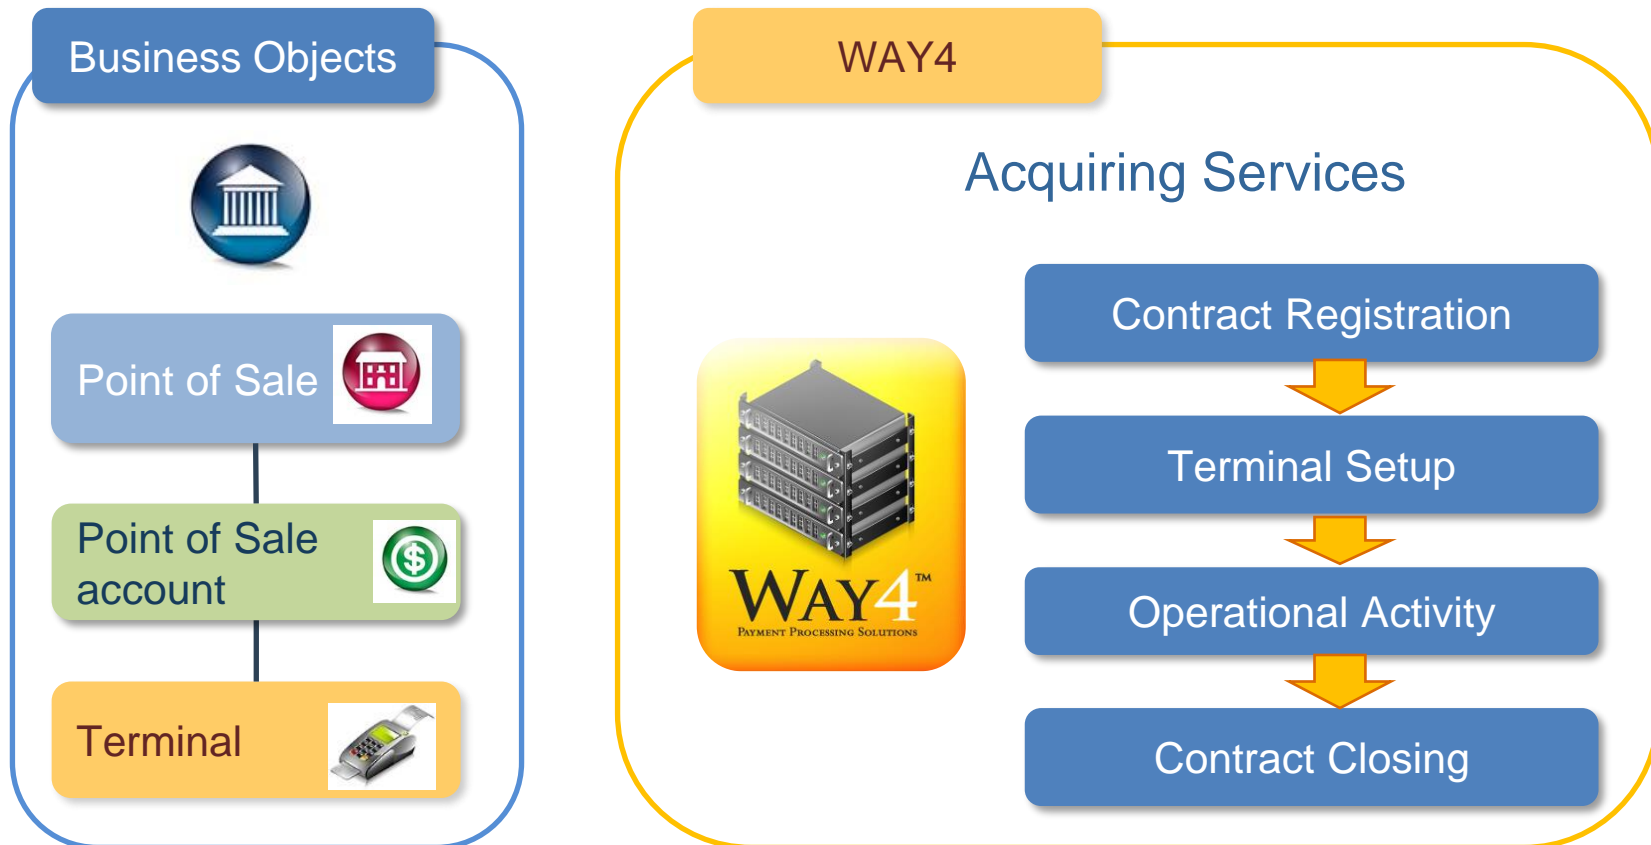 Business Objects
Point of Sale
Point of Sale
account
Terminal
WAY4
Acquiring Services
WAY4™
PAYMENT PROCESSING SOLUTIONS
Contract Registration
Terminal Setup
Operational Activity
Contract Closing